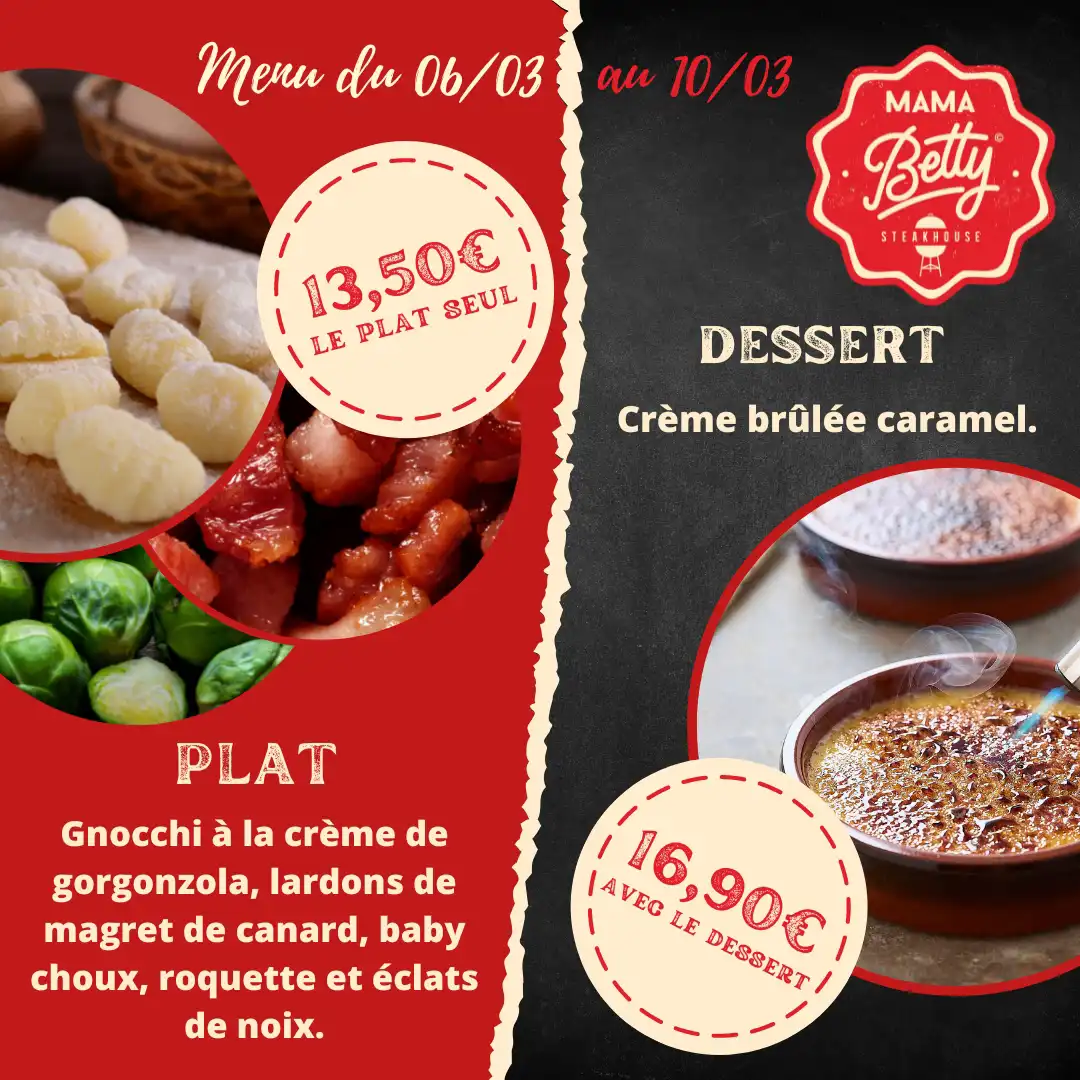 Menu du 06/03 au 10/03
MAMA
Betty©
STEAKHOUSE
13,50€
LE PLAT SEUL
DESSERT
Crème brûlée caramel.
PLAT
Gnocchi à la crème de
gorgonzola, lardons de
magret de canard, baby
choux, roquette et éclats
de noix.
16,90€
AVEC LE DESSERT